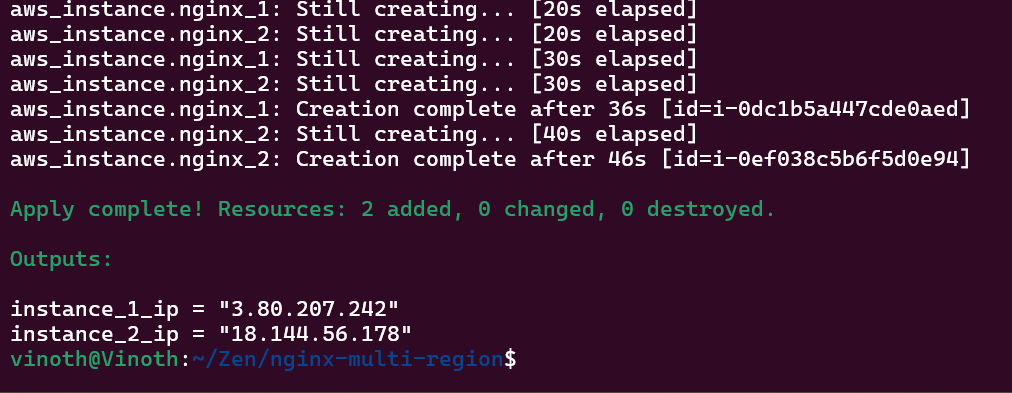 aws_instance.nginx_1: Still creating... [20s elapsed]
aws_instance.nginx_2: Still creating... [20s elapsed]
aws_instance.nginx_1: Still creating... [30s elapsed]
aws_instance.nginx_2: Still creating... [30s elapsed]
aws_instance.nginx_1: Creation complete after 36s [id=i-0dc1b5a447cde0aed]
aws_instance.nginx_2: Still creating... [40s elapsed]
aws_instance.nginx_2: Creation complete after 46s [id=i-0ef038c5b6f5d0e94]
Apply complete! Resources: 2 added, 0 changed, 0 destroyed.
Outputs:
instance_1_ip = "3.80.207.242"
instance_2_ip = "18.144.56.178"
vinoth@Vinoth:~/Zen/nginx-multi-region$